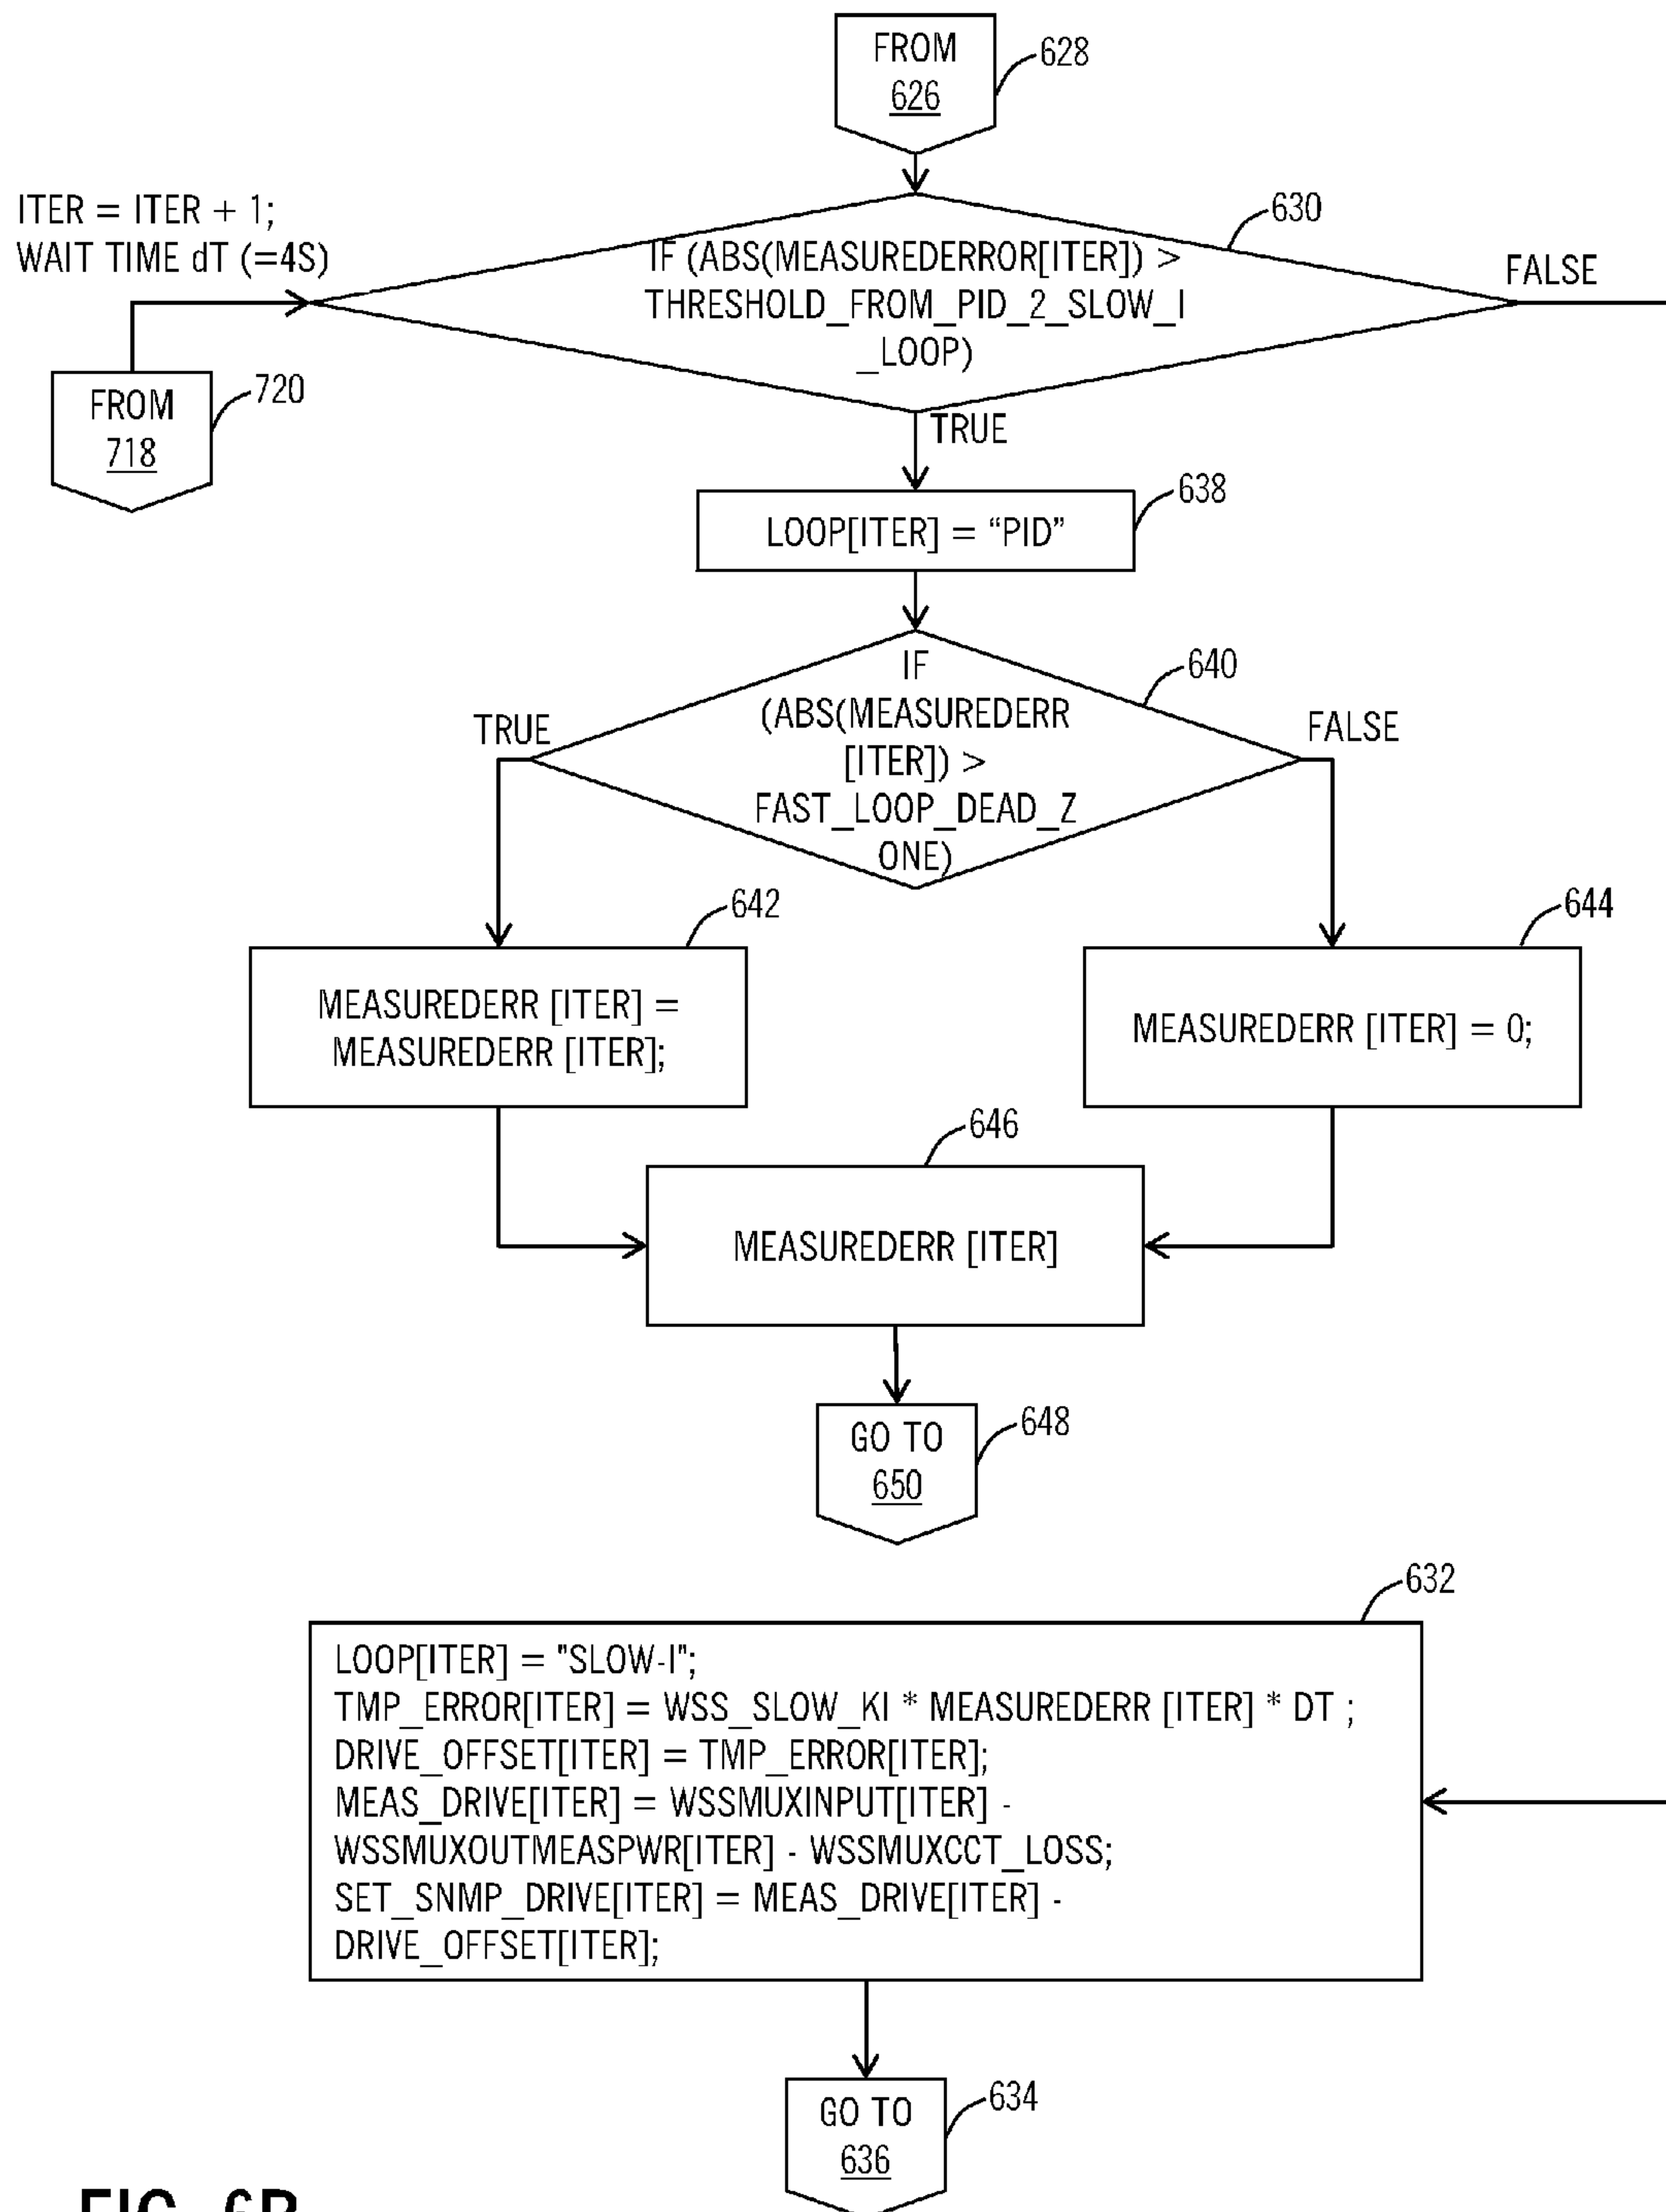 FROM
626
628
ITER = ITER + 1;
WAIT TIME dT (=4S)
630
IF (ABS(MEASUREDERROR[ITER]) >
THRESHOLD_FROM_PID_2_SLOW_I
_LOOP)
FALSE
FROM
718
720
TRUE
638
LOOP[ITER] = “PID”
640
IF
(ABS(MEASUREDERR
[ITER]) >
FAST_LOOP_DEAD_Z
ONE)
TRUE
FALSE
642
MEASUREDERR [ITER] =
MEASUREDERR [ITER];
644
MEASUREDERR [ITER] = 0;
646
MEASUREDERR [ITER]
GO TO
650
648
632
LOOP[ITER] = "SLOW-I";
TMP_ERROR[ITER] = WSS_SLOW_KI * MEASUREDERR [ITER] * DT ;
DRIVE_OFFSET[ITER] = TMP_ERROR[ITER];
MEAS_DRIVE[ITER] = WSSMUXINPUT[ITER] -
WSSMUXOUTMEASPWR[ITER] - WSSMUXCCT_LOSS;
SET_SNMP_DRIVE[ITER] = MEAS_DRIVE[ITER] -
DRIVE_OFFSET[ITER];
GO TO
636
634
FIG. 6B